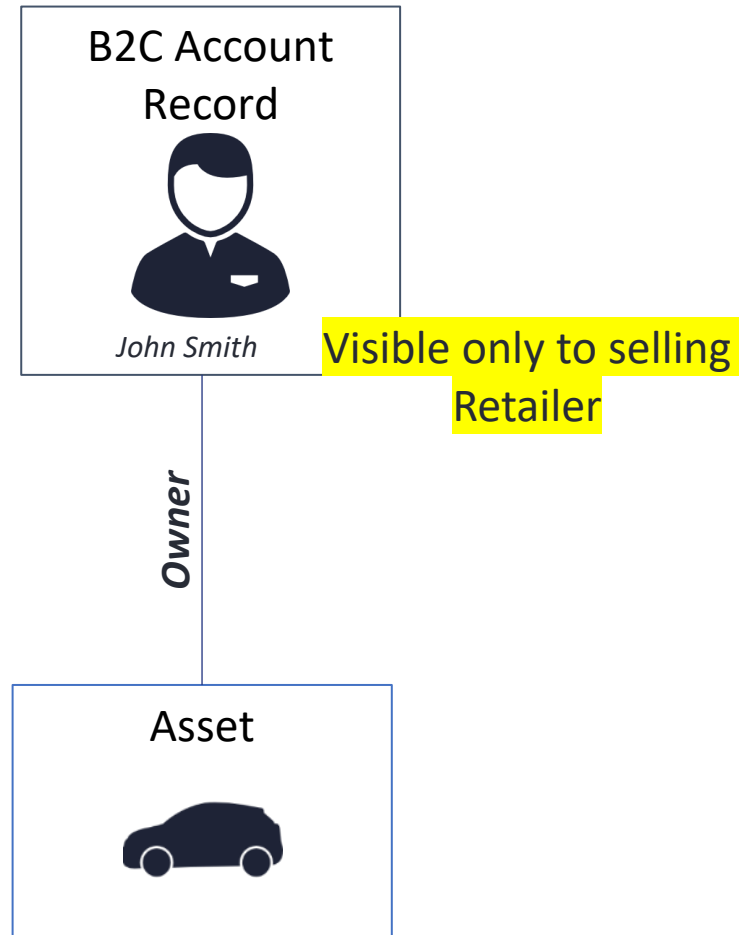 B2C Account
Record
John Smith
Visible only to selling
Retailer
Owner
Asset